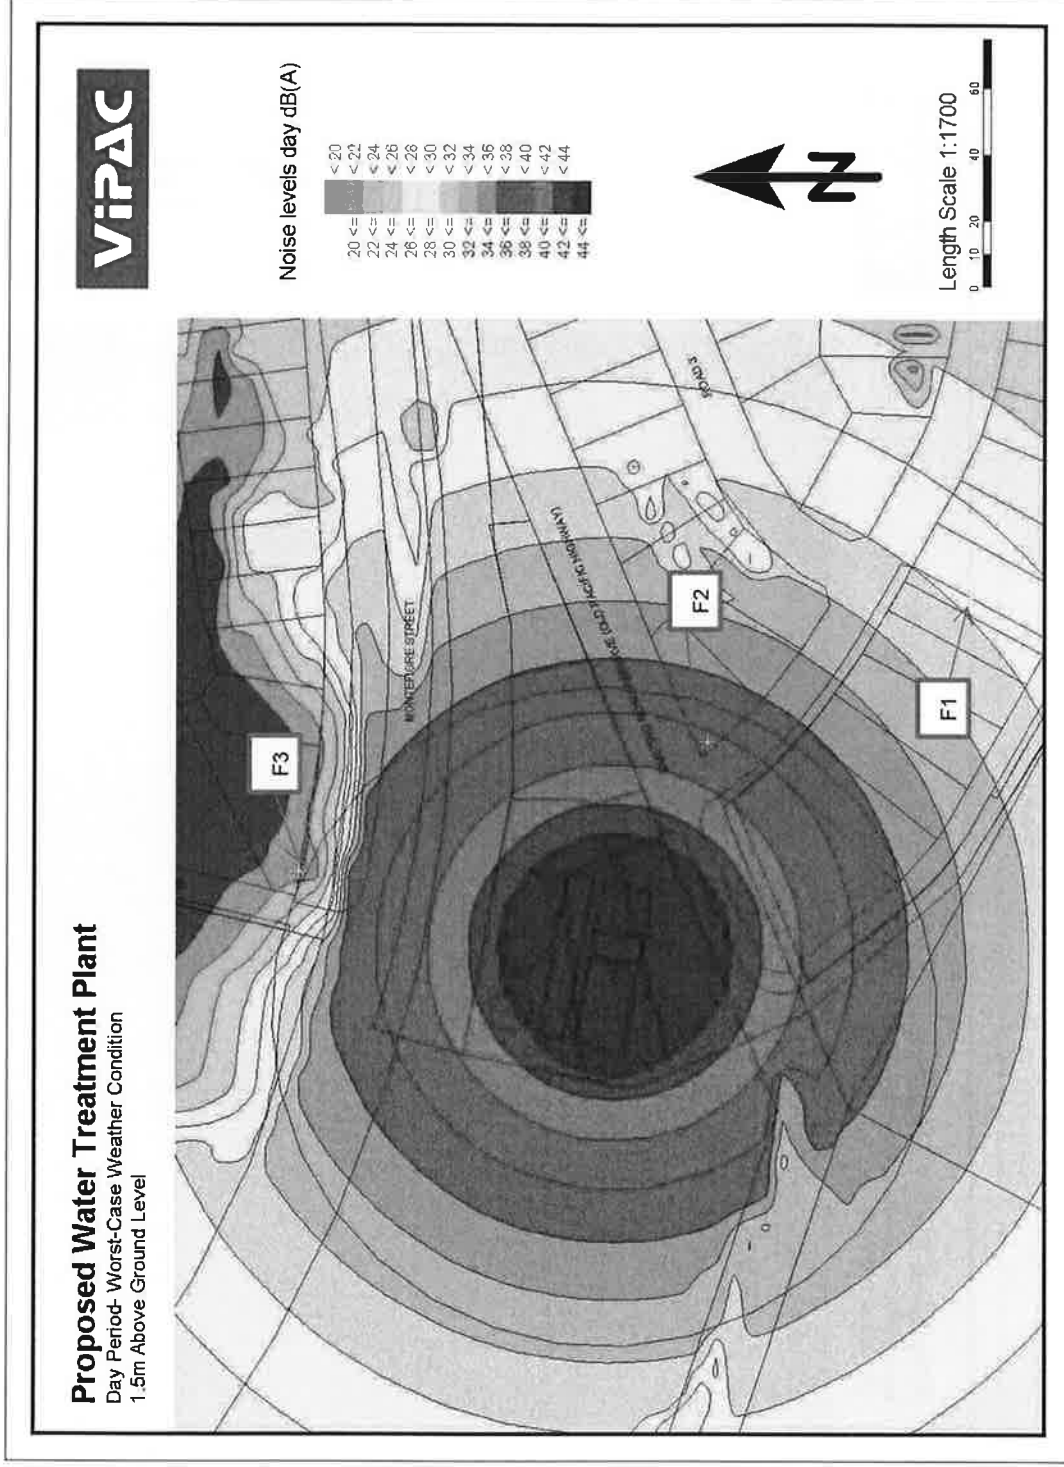 Proposed Water Treatment Plant
Day Period- Worst-Case Weather Condition
1.5m Above Ground Level
ViPAC
Noise levels day dB(A)
< 20
20 <= < 22
22 <= < 24
24 <= < 26
26 <= < 28
28 <= < 30
30 <= < 32
32 <= < 34
34 <= < 36
36 <= < 38
38 <= < 40
40 <= < 42
42 <= < 44
44 <=
N
Length Scale 1:1700
0 10 20 40 60
F3
MONTEFIORE STREET
(OLD PACIFIC HIGHWAY)
F2
ROAD 3
F1